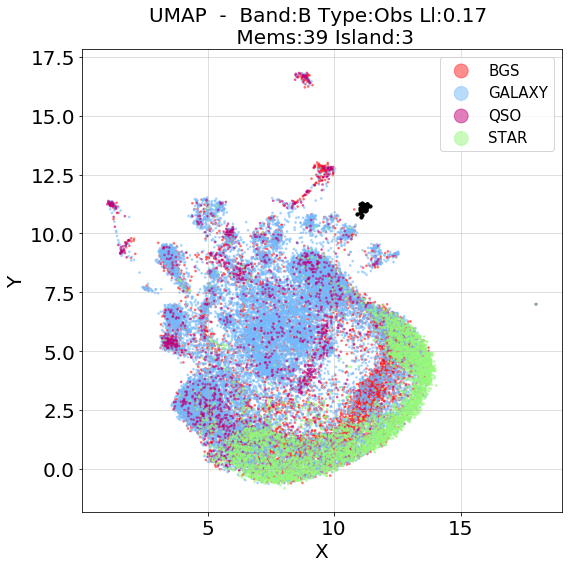 UMAP  -  Band:B Type:Obs Ll:0.17
Mems:39 Island:3
17.5
15.0
12.5
10.0
7.5
5.0
2.5
0.0
Y
BGS
GALAXY
QSO
STAR
5 10 15
X